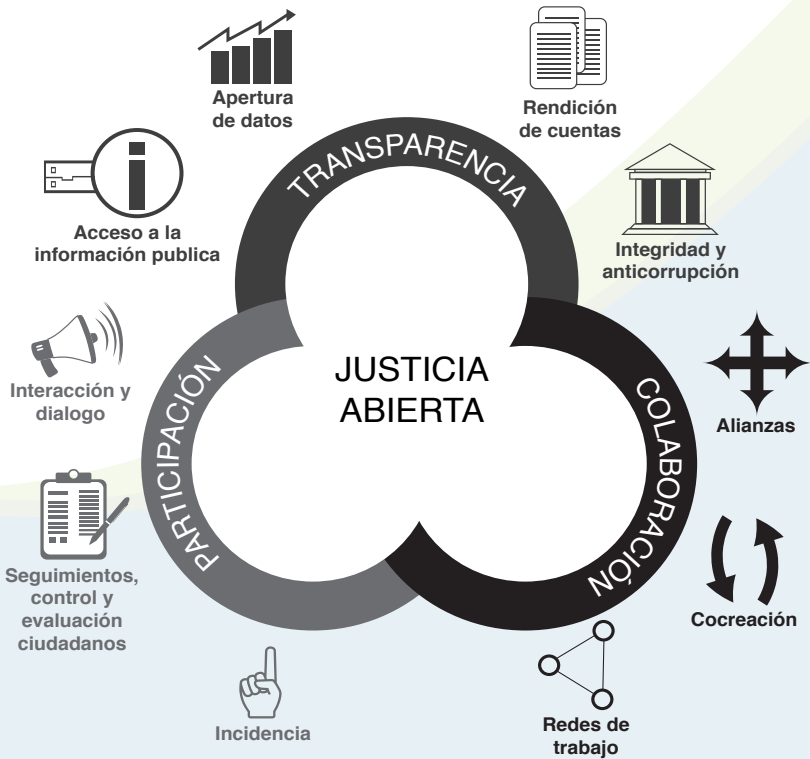 Apertura
de datos
Rendición
de cuentas
TRANSPARENCIA
Acceso a la
información publica
Integridad y
anticorrupción
Interacción y
dialogo
PARTICIPACIÓN
JUSTICIA
ABIERTA
COLABORACIÓN
Alianzas
Seguimientos,
control y
evaluación
ciudadanos
Cocreación
Incidencia
Redes de
trabajo